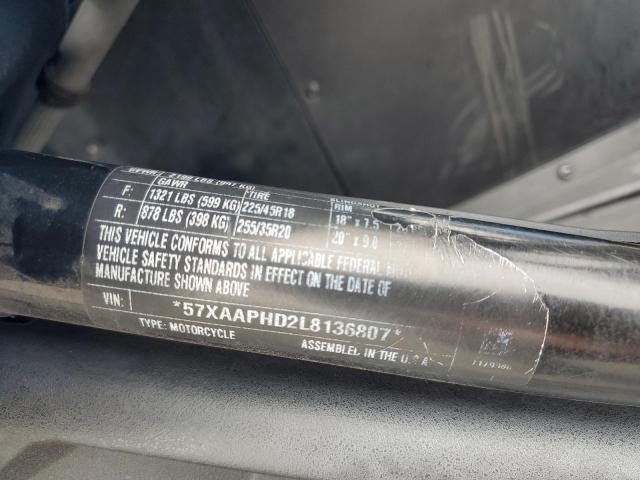 SLINGSHOT
GAWR TIRE RIM
F: 1321 LBS (599 KG) 225/45R18 18" x 7.5
R: 878 LBS (398 KG) 255/35R20 20" x 9.0
THIS VEHICLE CONFORMS TO ALL APPLICABLE FEDERAL
VEHICLE SAFETY STANDARDS IN EFFECT ON THE DATE OF
MANUFACTURE SHOWN ABOVE
VIN: *57XAAPHD2L8136807*
TYPE: MOTORCYCLE ASSEMBLED IN THE U.S.A